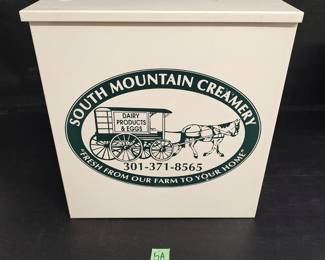 SOUTH MOUNTAIN CREAMERY
DAIRY
PRODUCTS
& EGGS
301-371-8565
"FRESH FROM OUR FARM TO YOUR HOME"
5A